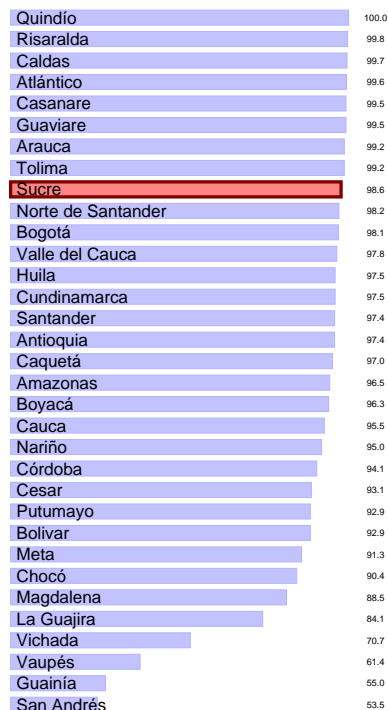 Quindío 100.0
Risaralda 99.8
Caldas 99.7
Atlántico 99.6
Casanare 99.5
Guaviare 99.5
Arauca 99.2
Tolima 99.2
Sucre 98.6
Norte de Santander 98.2
Bogotá 98.1
Valle del Cauca 97.8
Huila 97.5
Cundinamarca 97.5
Santander 97.4
Antioquia 97.4
Caquetá 97.0
Amazonas 96.5
Boyacá 96.3
Cauca 95.5
Nariño 95.0
Córdoba 94.1
Cesar 93.1
Putumayo 92.9
Bolivar 92.9
Meta 91.3
Chocó 90.4
Magdalena 88.5
La Guajira 84.1
Vichada 70.7
Vaupés 61.4
Guainía 55.0
San Andrés 53.5